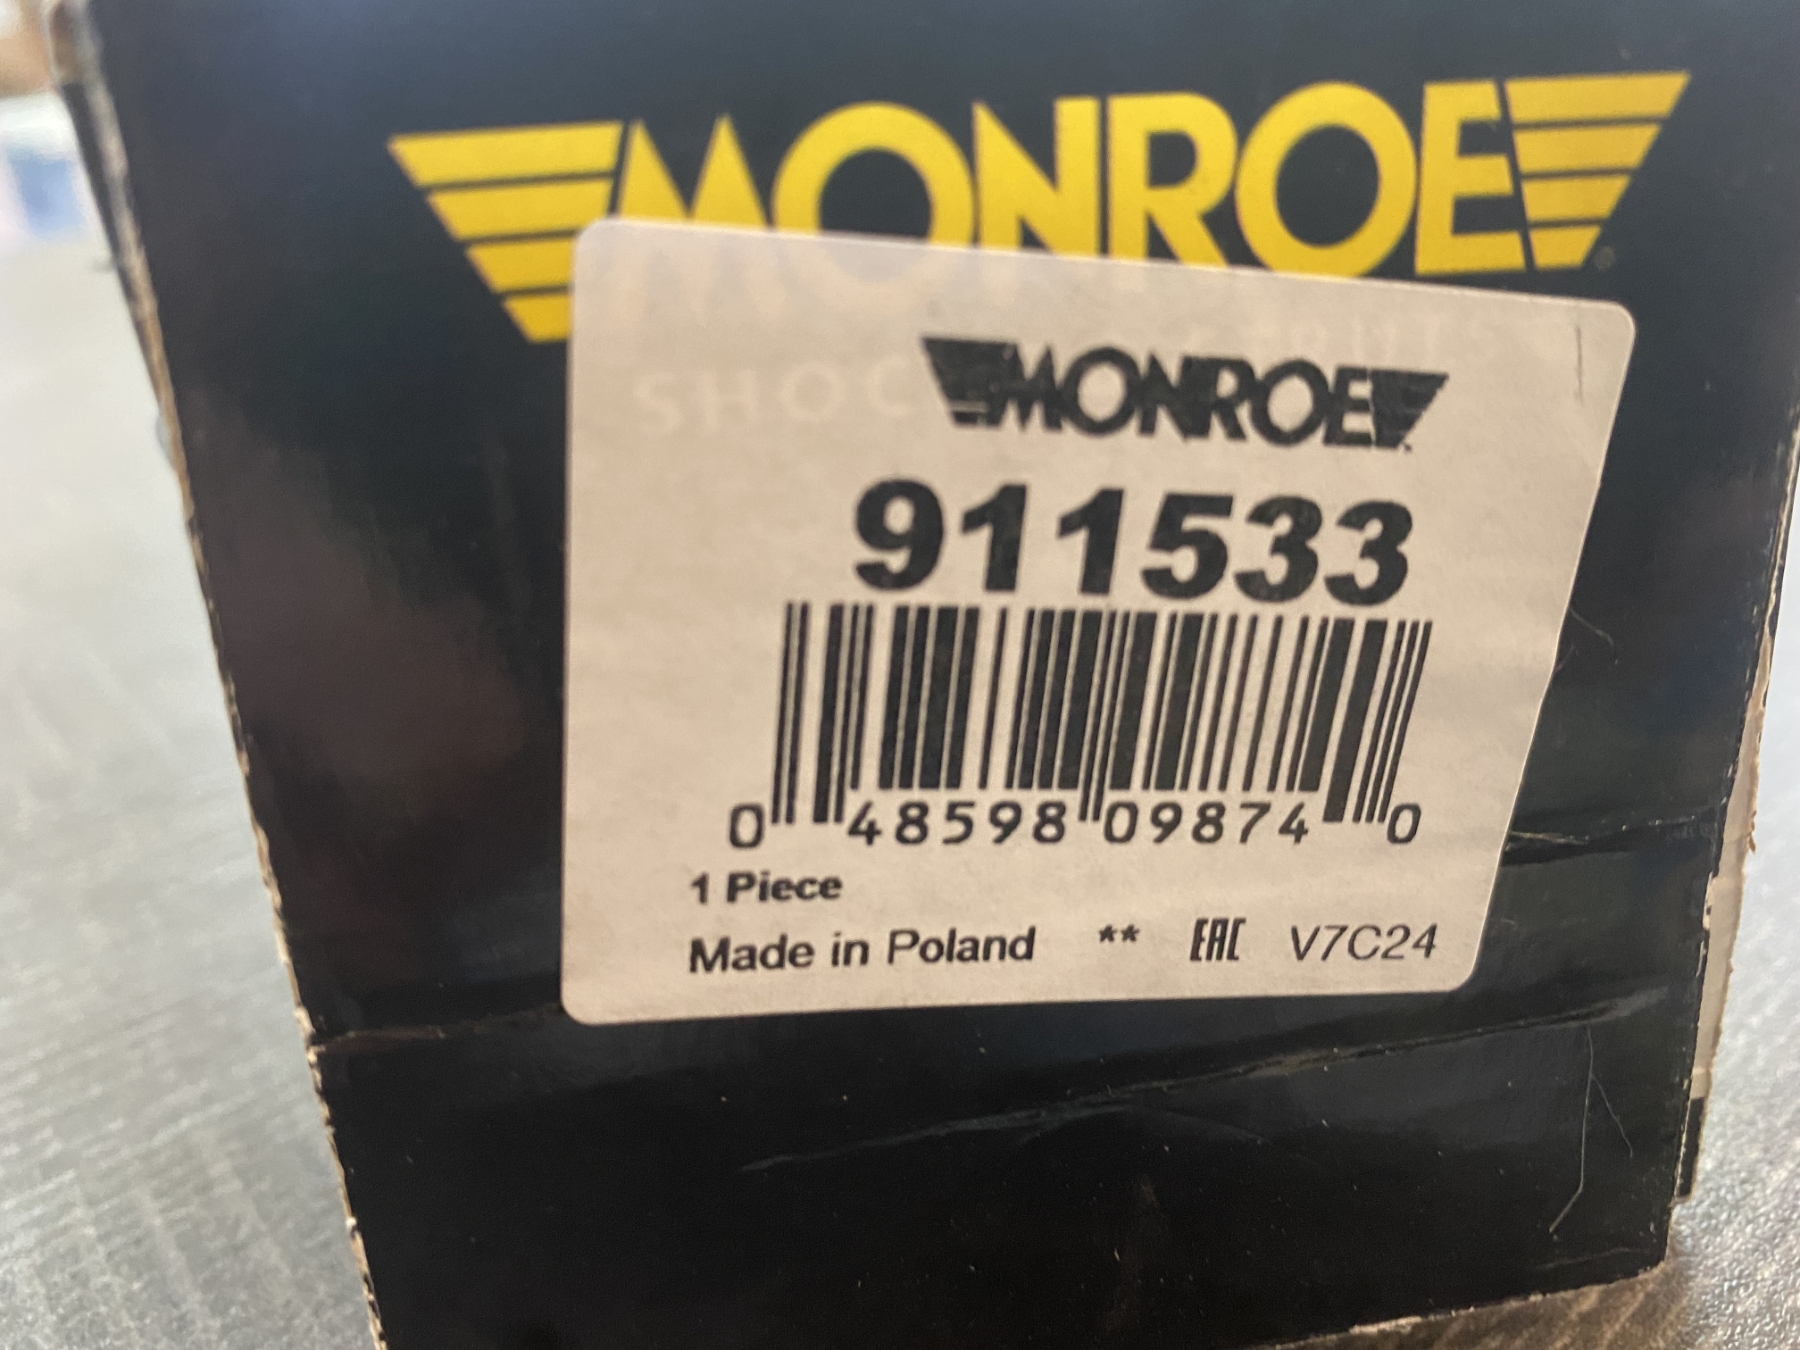 MONROE
MONROE
911533
0 48598 09874 0
1 Piece
Made in Poland ** EAC V7C24